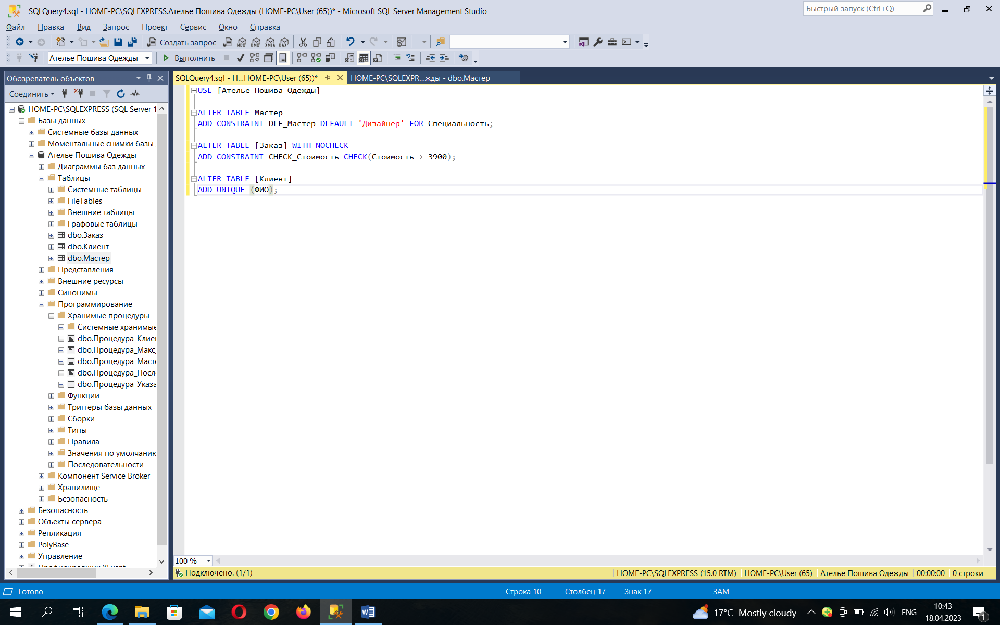 SQLQuery4.sql - HOME-PC\SQLEXPRESS.Ателье Пошива Одежды (HOME-PC\User (65))* - Microsoft SQL Server Management Studio
Быстрый запуск (Ctrl+Q)
Файл Правка Вид Запрос Проект Сервис Окно Справка
Создать запрос MDX DMX XMLA DAX
Ателье Пошива Одежды Выполнить
Обозреватель объектов
Соединить
HOME-PC\SQLEXPRESS (SQL Server 1
Базы данных
Системные базы данных
Моментальные снимки базы
Ателье Пошива Одежды
Диаграммы баз данных
Таблицы
Системные таблицы
FileTables
Внешние таблицы
Графовые таблицы
dbo.Заказ
dbo.Клиент
dbo.Мастер
Представления
Внешние ресурсы
Синонимы
Программирование
Хранимые процедуры
Системные хранимые
dbo.Процедура_Клие
dbo.Процедура_Макс_
dbo.Процедура_Масте
dbo.Процедура_После
dbo.Процедура_Указа
Функции
Триггеры базы данных
Сборки
Типы
Правила
Значения по умолчанию
Последовательности
Компонент Service Broker
Хранилище
Безопасность
Безопасность
Объекты сервера
Репликация
PolyBase
Управление
Профилировщик XEvent
SQLQuery4.sql - H...HOME-PC\User (65))* HOME-PC\SQLEXPR...жды - dbo.Мастер
USE [Ателье Пошива Одежды]
ALTER TABLE Мастер
ADD CONSTRAINT DEF_Мастер DEFAULT 'Дизайнер' FOR Специальность;
ALTER TABLE [Заказ] WITH NOCHECK
ADD CONSTRAINT CHECK_Стоимость CHECK(Стоимость > 3900);
ALTER TABLE [Клиент]
ADD UNIQUE (ФИО);
100 %
Подключено. (1/1) HOME-PC\SQLEXPRESS (15.0 RTM) HOME-PC\User (65) Ателье Пошива Одежды 00:00:00 0 строки
Готово Строка 10 Столбец 17 Знак 17 ЗАМ
17°C Mostly cloudy ENG 10:43
18.04.2023
1